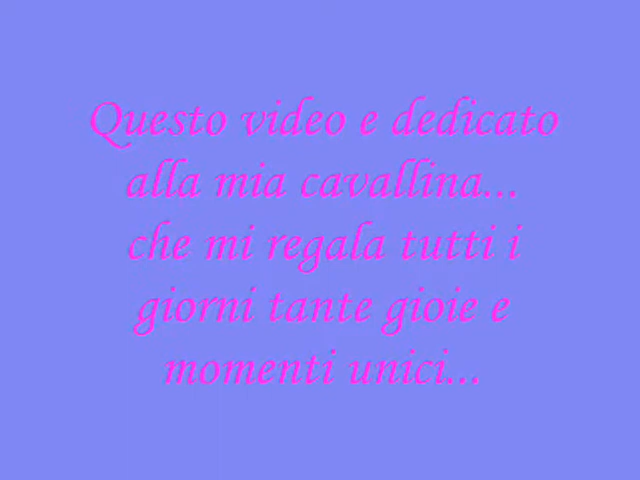 Questo video e dedicato
alla mia cavallina...
che mi regala tutti i
giorni tante gioie e
momenti unici...